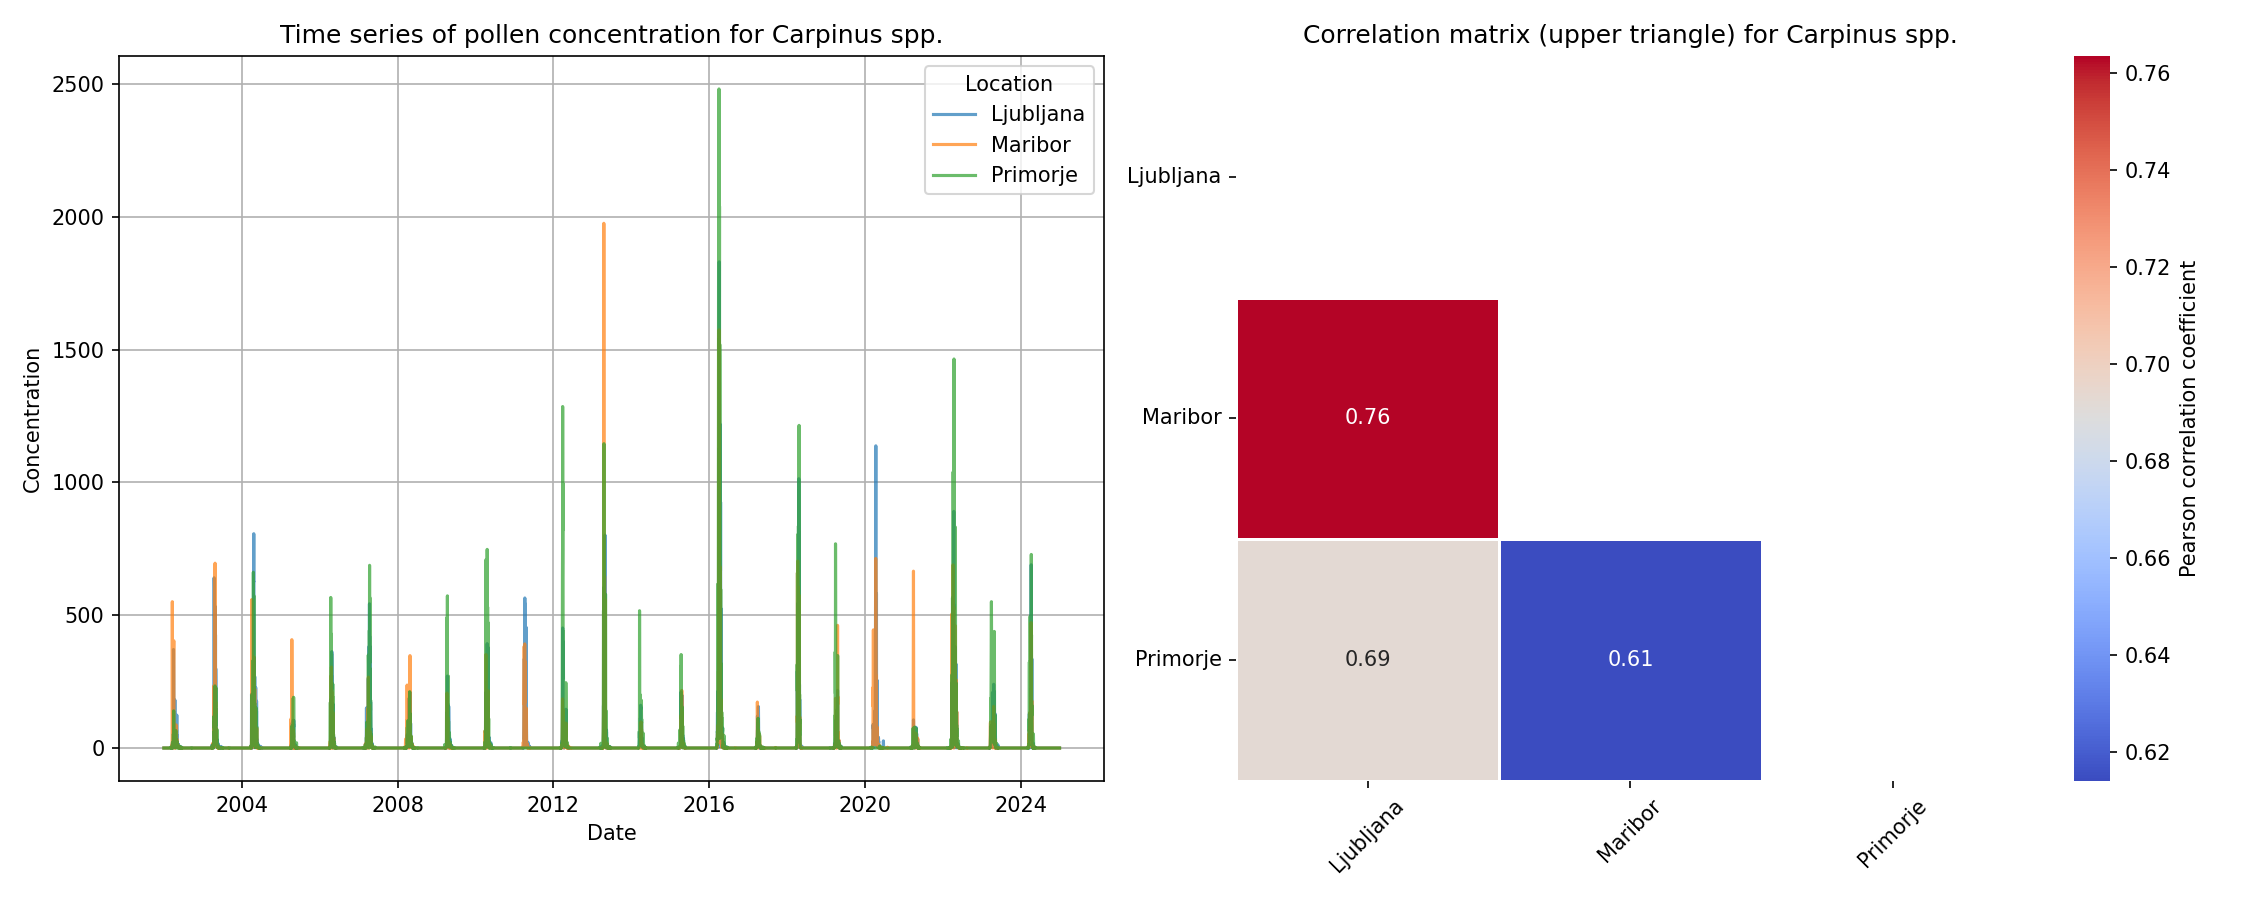 Time series of pollen concentration for Carpinus spp.
Concentration
2500
2000
1500
1000
500
0
Location
Ljubljana
Maribor
Primorje
2004 2008 2012 2016 2020 2024
Date
Correlation matrix (upper triangle) for Carpinus spp.
Ljubljana
Maribor
Primorje
0.76
0.69 0.61
Ljubljana Maribor Primorje
0.76
0.74
0.72
0.70
0.68
0.66
0.64
0.62
Pearson correlation coefficient